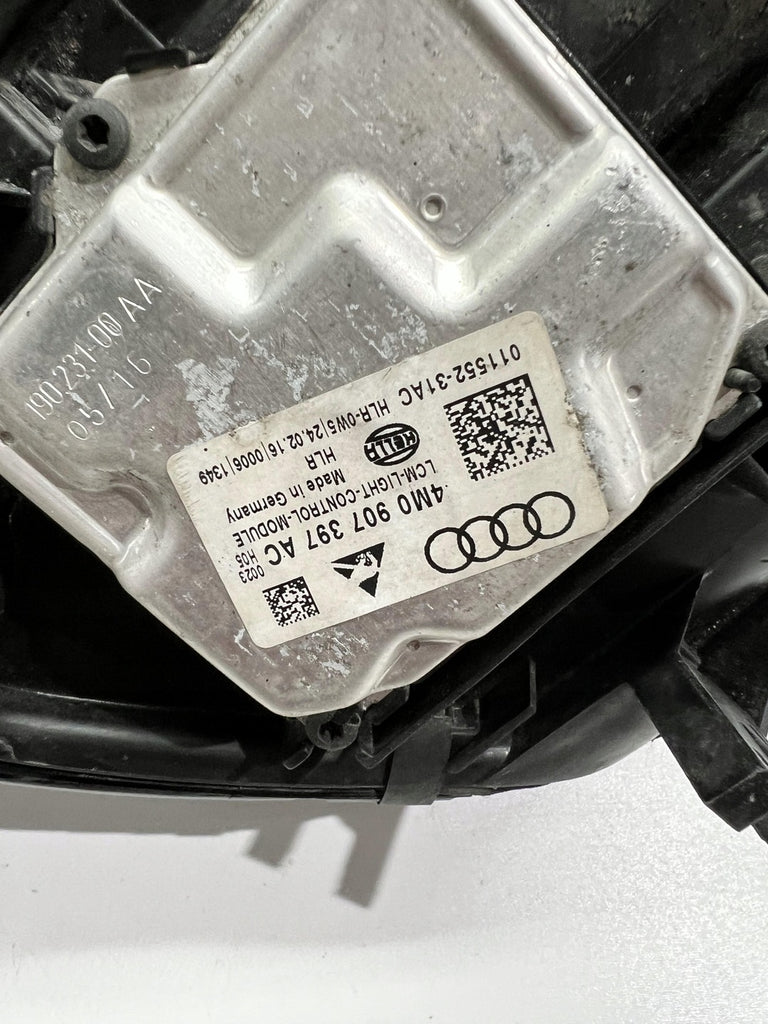 190.231-00 AA
05/16
4M0 907 397 AC
0023
H05
LCM-LIGHT-CONTROL-MODULE
Made in Germany
HELLA
HLR
HLR-0W5|24.02.16|0006|1349
011552-31AC